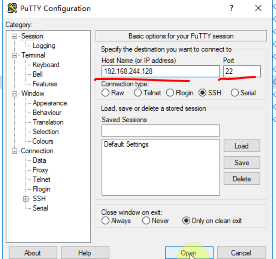 PuTTY Configuration
Category:
Session
Logging
Terminal
Keyboard
Bell
Features
Window
Appearance
Behaviour
Translation
Selection
Colours
Connection
Data
Proxy
Telnet
Rlogin
SSH
Serial
Basic options for your PuTTY session
Specify the destination you want to connect to
Host Name (or IP address) Port
192.168.244.128 22
Connection type:
Raw Telnet Rlogin SSH Serial
Load, save or delete a stored session
Saved Sessions
Default Settings
Load
Save
Delete
Close window on exit:
Always Never Only on clean exit
About Help Open Cancel